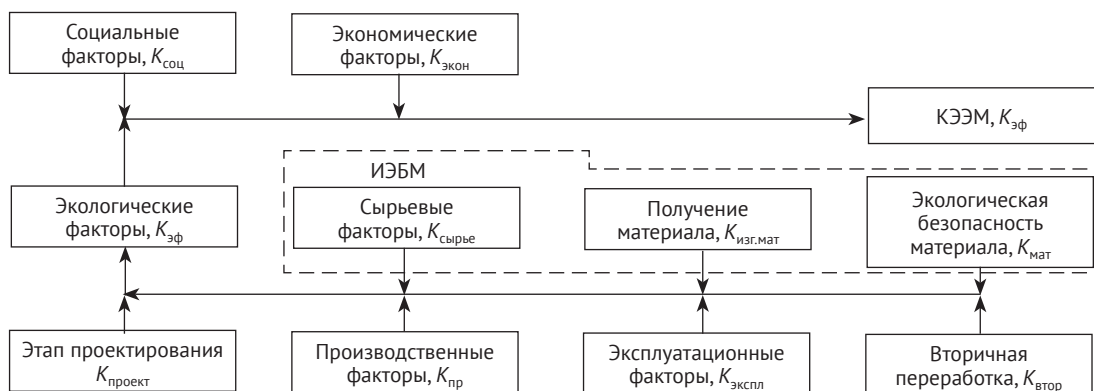 Социальные
факторы, Kсоц
Экономические
факторы, Kэкон
КЭЭМ, Kэф
ИЭБМ
Экологические
факторы, Kэф
Сырьевые
факторы, Kсырье
Получение
материала, Kизг.мат
Экологическая
безопасность
материала, Kмат
Этап проектирования
Kпроект
Производственные
факторы, Kпр
Эксплуатационные
факторы, Kэкспл
Вторичная
переработка, Kвтор